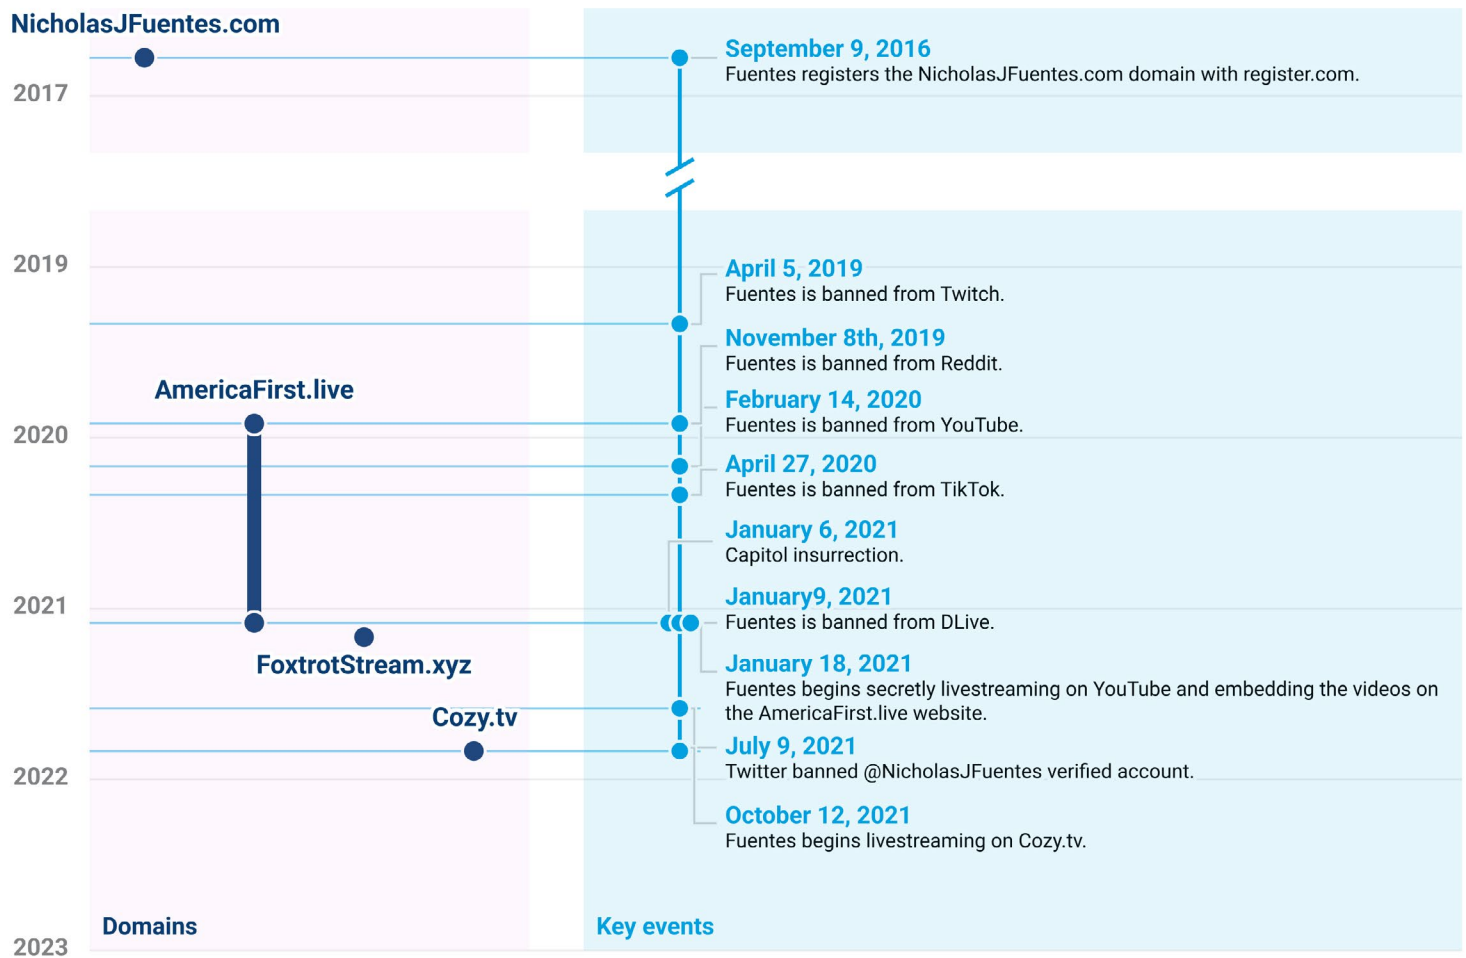 NicholasJFuentes.com
September 9, 2016
Fuentes registers the NicholasJFuentes.com domain with register.com.
2017
2019
April 5, 2019
Fuentes is banned from Twitch.
November 8th, 2019
Fuentes is banned from Reddit.
AmericaFirst.live
February 14, 2020
Fuentes is banned from YouTube.
2020
April 27, 2020
Fuentes is banned from TikTok.
January 6, 2021
Capitol insurrection.
2021
January9, 2021
Fuentes is banned from DLive.
FoxtrotStream.xyz
January 18, 2021
Fuentes begins secretly livestreaming on YouTube and embedding the videos on
the AmericaFirst.live website.
Cozy.tv
July 9, 2021
Twitter banned @NicholasJFuentes verified account.
2022
October 12, 2021
Fuentes begins livestreaming on Cozy.tv.
Domains
Key events
2023